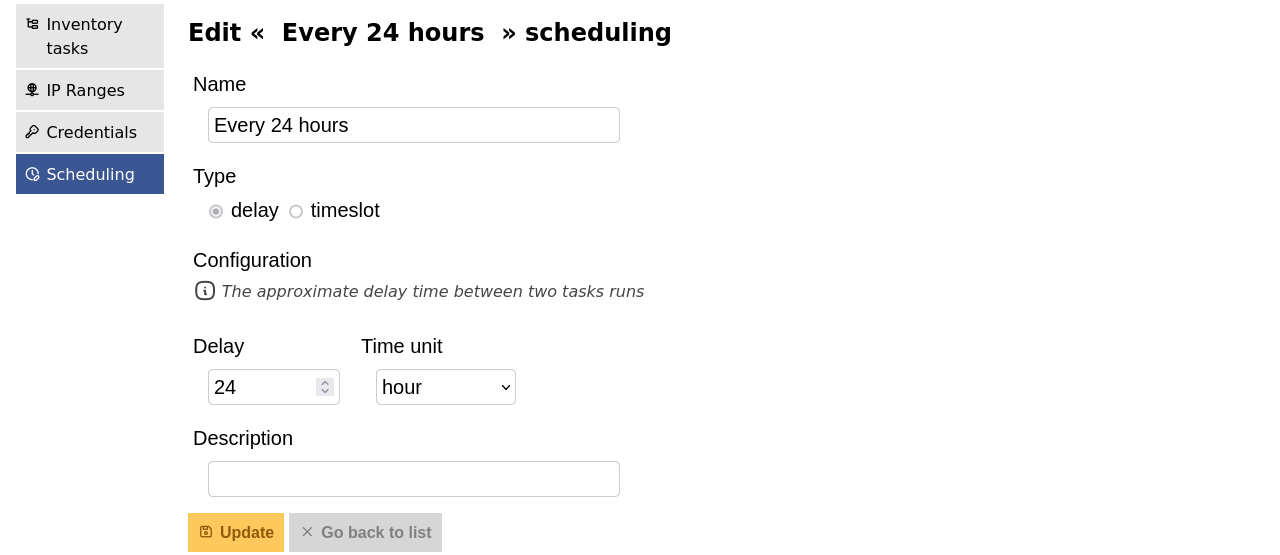 Inventory
tasks
IP Ranges
Credentials
Scheduling
Edit «  Every 24 hours  » scheduling
Name
Every 24 hours
Type
delay timeslot
Configuration
The approximate delay time between two tasks runs
Delay Time unit
24 hour
Description
Update Go back to list